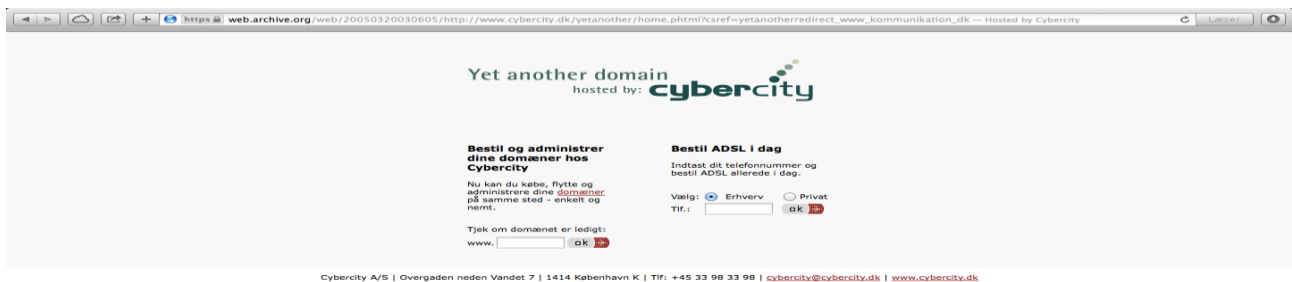 https web.archive.org/web/20050320030605/http://www.cybercity.dk/yetanother/home.phtml?csref=yetanotherredirect_www_kommunikation_dk — Hosted by Cybercity
Læser
Yet another domain
hosted by: cybercity
Bestil og administrer
dine domæner hos
Cybercity
Nu kan du købe, flytte og
administrere dine domæner
på samme sted - enkelt og
nemt.
Tjek om domænet er ledigt:
www. ok
Bestil ADSL i dag
Indtast dit telefonnummer og
bestil ADSL allerede i dag.
Vælg: Erhverv Privat
Tlf.: ok
Cybercity A/S | Overgaden neden Vandet 7 | 1414 København K | Tlf: +45 33 98 33 98 | cybercity@cybercity.dk | www.cybercity.dk